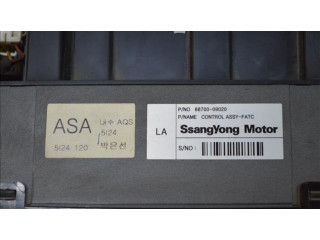 ASA
내수 AQS
5/24
5/24 120
박은선
LA
P/NO 68700-09020
P/NAME CONTROL ASSY-FATC
SsangYong Motor
S/NO :